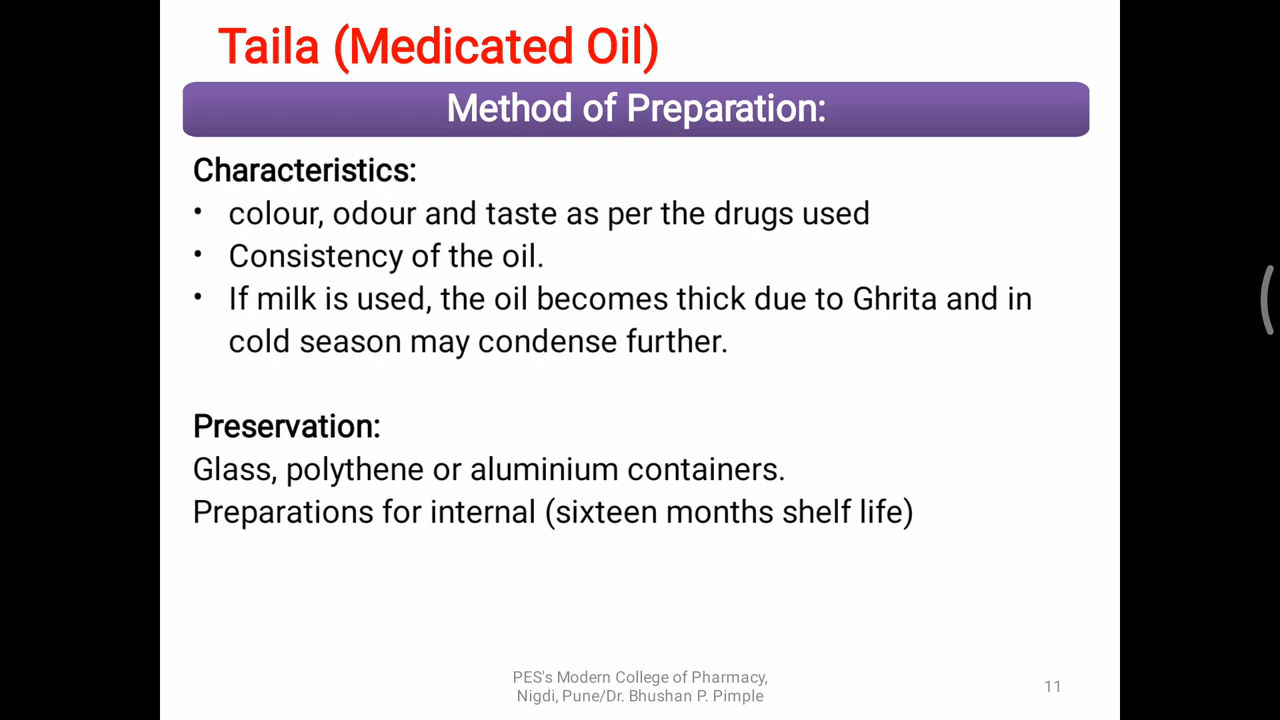 Taila (Medicated Oil)
Method of Preparation:
Characteristics:
• colour, odour and taste as per the drugs used
• Consistency of the oil.
• If milk is used, the oil becomes thick due to Ghrita and in
cold season may condense further.
Preservation:
Glass, polythene or aluminium containers.
Preparations for internal (sixteen months shelf life)
PES's Modern College of Pharmacy,
Nigdi, Pune/Dr. Bhushan P. Pimple
11